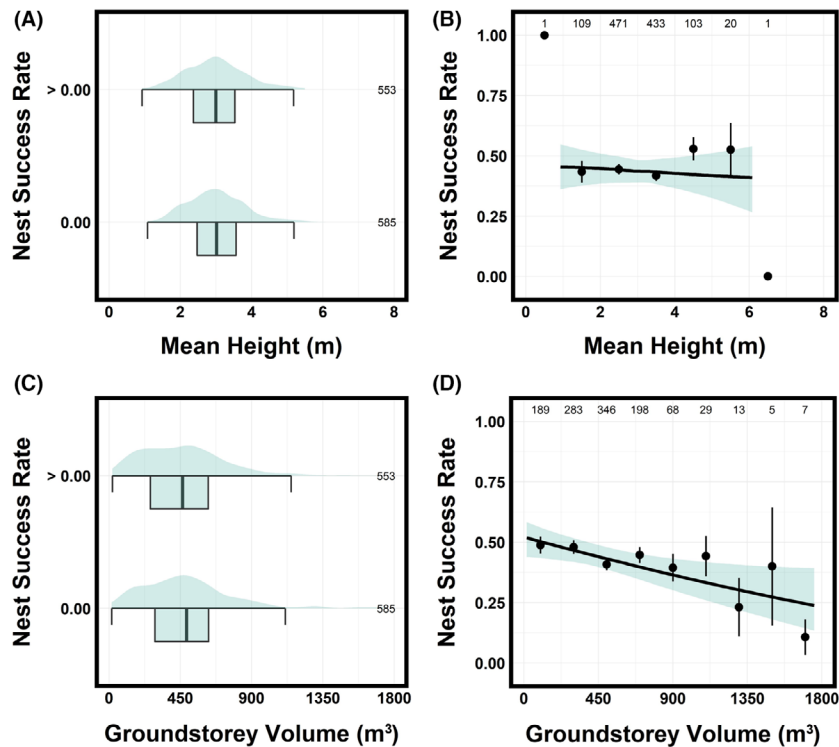 (A)
Nest Success Rate
> 0.00
553
0.00
585
0 2 4 6 8
Mean Height (m)
(B)
Nest Success Rate
1 109 471 433 103 20 1
1.00
0.75
0.50
0.25
0.00
0 2 4 6 8
Mean Height (m)
(C)
Nest Success Rate
> 0.00
553
0.00
585
0 450 900 1350 1800
Groundstorey Volume (m³)
(D)
Nest Success Rate
189 283 346 198 68 29 13 5 7
1.00
0.75
0.50
0.25
0.00
0 450 900 1350 1800
Groundstorey Volume (m³)